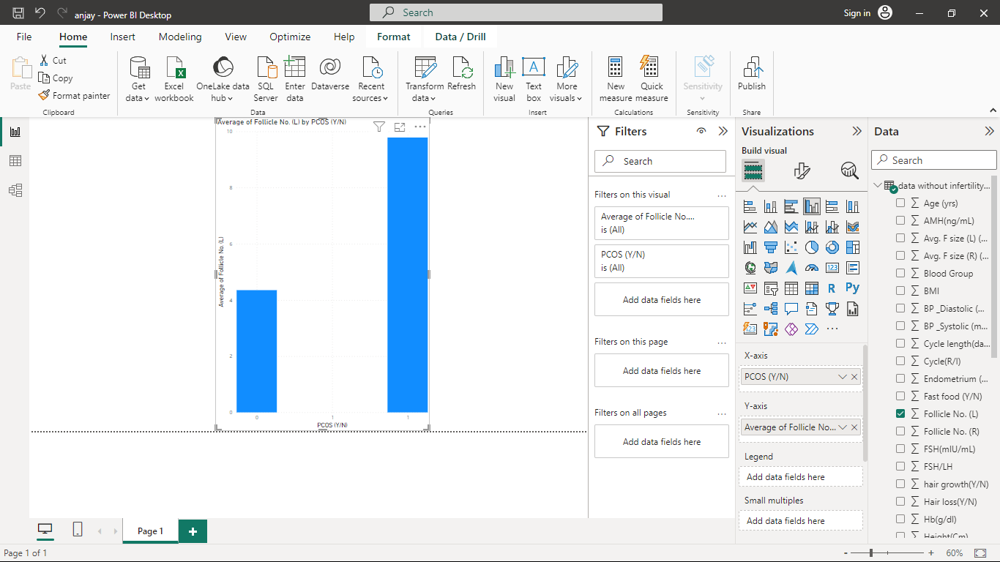 anjay - Power BI Desktop
Search
Sign in
File
Home
Insert
Modeling
View
Optimize
Help
Format
Data / Drill
Paste
Cut
Copy
Format painter
Clipboard
Get
data
Excel
workbook
OneLake data
hub
SQL
Server
Enter
data
Dataverse
Recent
sources
Data
Transform
data
Refresh
Queries
New
visual
Text
box
More
visuals
Insert
New
measure
Quick
measure
Calculations
Sensitivity
Sensitivity
Publish
Share
Average of Follicle No. (L) by PCOS (Y/N)
10
8
6
4
2
0
Average of Follicle No. (L)
0
1
1
PCOS (Y/N)
Filters
Search
Filters on this visual
...
Average of Follicle No....
is (All)
PCOS (Y/N)
is (All)
Add data fields here
Filters on this page
...
Add data fields here
Filters on all pages
...
Add data fields here
Visualizations
Build visual
123
R
Py
123
...
X-axis
PCOS (Y/N)
Y-axis
Average of Follicle No...
Legend
Add data fields here
Small multiples
Add data fields here
Data
Search
data without infertility...
Age (yrs)
AMH(ng/mL)
Avg. F size (L) (...
Avg. F size (R) (...
Blood Group
BMI
BP _Diastolic (...
BP _Systolic (m...
Cycle length(da...
Cycle(R/I)
Endometrium (...
Fast food (Y/N)
Follicle No. (L)
Follicle No. (R)
FSH(mIU/mL)
FSH/LH
hair growth(Y/N)
Hair loss(Y/N)
Hb(g/dl)
Height(Cm)
Page 1
+
Page 1 of 1
-
+
60%